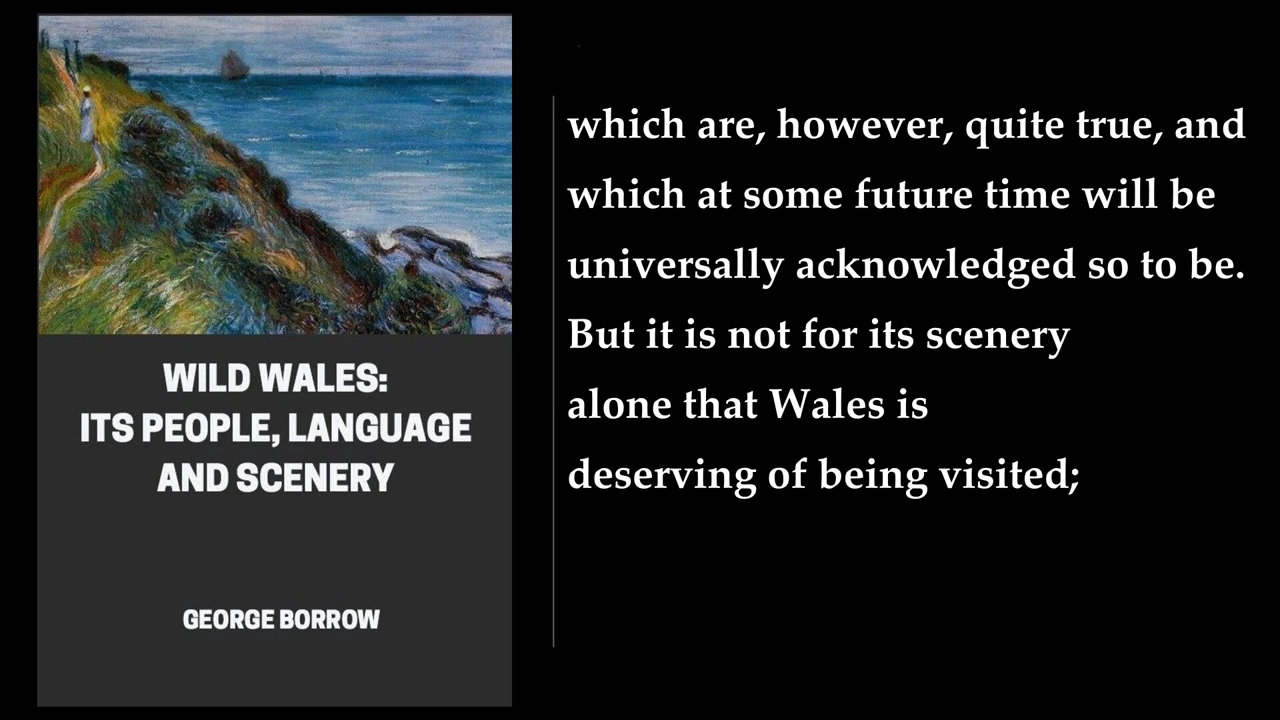 WILD WALES:
ITS PEOPLE, LANGUAGE
AND SCENERY
GEORGE BORROW
which are, however, quite true, and
which at some future time will be
universally acknowledged so to be.
But it is not for its scenery
alone that Wales is
deserving of being visited;